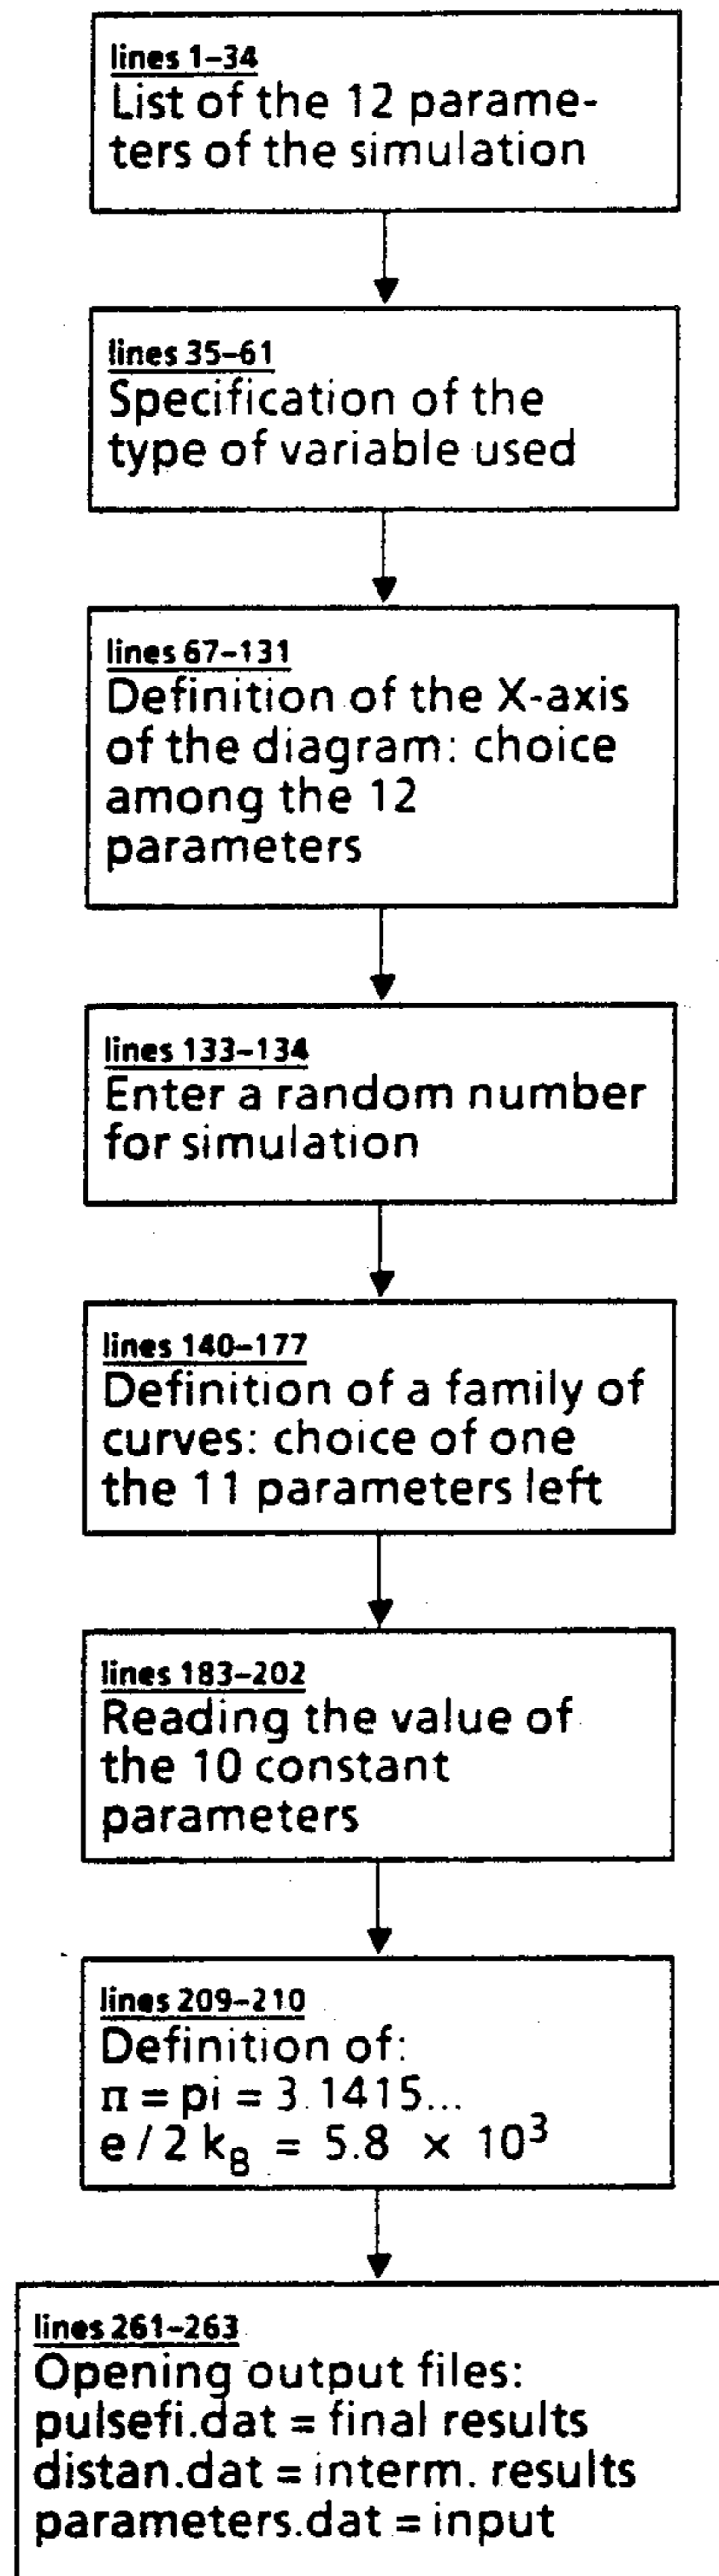 lines 1–34
List of the 12 parame-
ters of the simulation
lines 35–61
Specification of the
type of variable used
lines 67–131
Definition of the X-axis
of the diagram: choice
among the 12
parameters
lines 133–134
Enter a random number
for simulation
lines 140–177
Definition of a family of
curves: choice of one
the 11 parameters left
lines 183–202
Reading the value of
the 10 constant
parameters
lines 209–210
Definition of:
π = pi = 3.1415...
e / 2 k_B = 5.8 × 10³
lines 261–263
Opening output files:
pulsefi.dat = final results
distan.dat = interm. results
parameters.dat = input